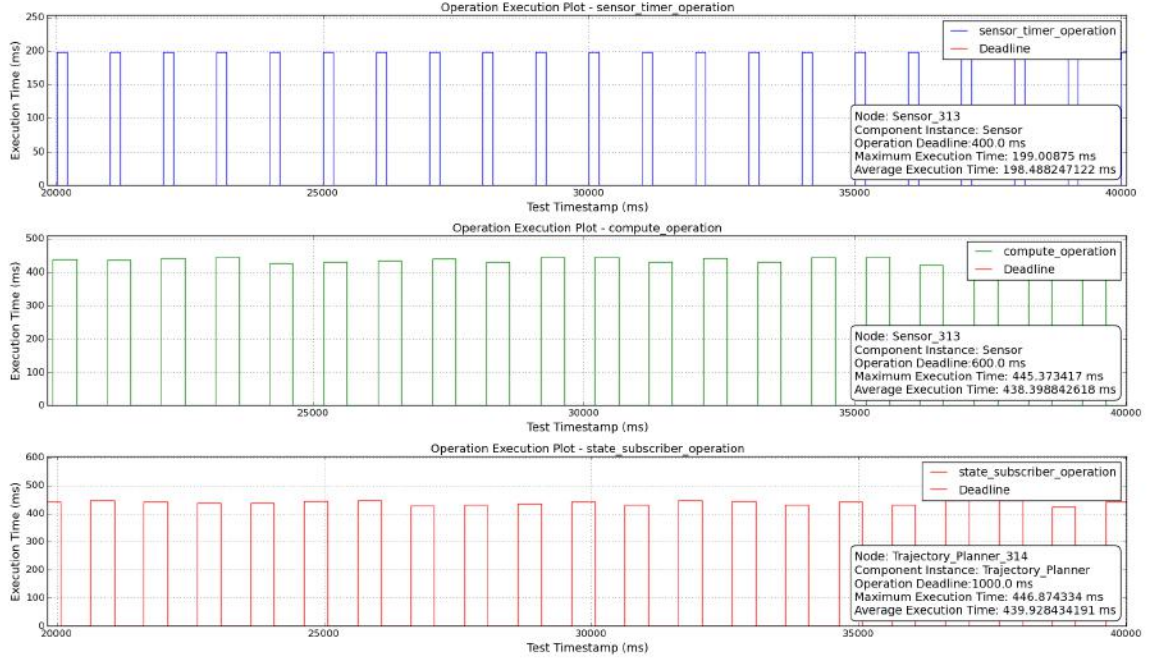 Operation Execution Plot - sensor_timer_operation
250
200
150
100
50
0
Execution Time (ms)
sensor_timer_operation
Deadline
Node: Sensor_313
Component Instance: Sensor
Operation Deadline:400.0 ms
Maximum Execution Time: 199.00875 ms
Average Execution Time: 198.488247122 ms
20000 25000 30000 35000 40000
Test Timestamp (ms)
Operation Execution Plot - compute_operation
500
400
300
200
100
0
Execution Time (ms)
compute_operation
Deadline
Node: Sensor_313
Component Instance: Sensor
Operation Deadline:600.0 ms
Maximum Execution Time: 445.373417 ms
Average Execution Time: 438.398842618 ms
25000 30000 35000 40000
Test Timestamp (ms)
Operation Execution Plot - state_subscriber_operation
600
500
400
300
200
100
0
Execution Time (ms)
state_subscriber_operation
Deadline
Node: Trajectory_Planner_314
Component Instance: Trajectory_Planner
Operation Deadline:1000.0 ms
Maximum Execution Time: 446.874334 ms
Average Execution Time: 439.928434191 ms
20000 25000 30000 35000 40000
Test Timestamp (ms)